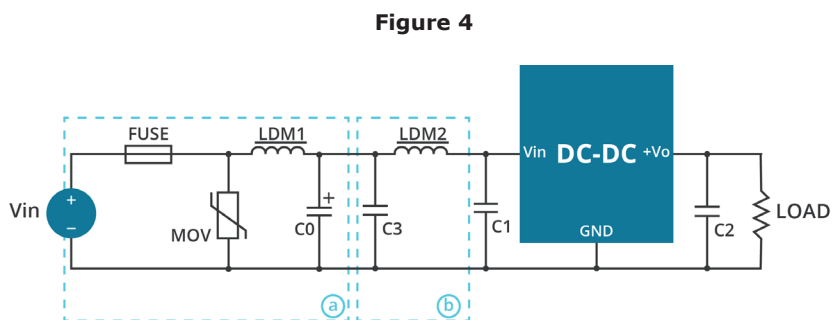 Figure 4
FUSE
LDM1
LDM2
Vin DC-DC +Vo
+
+
Vin
−
MOV
C0
C3
C1
GND
C2
LOAD
a
b